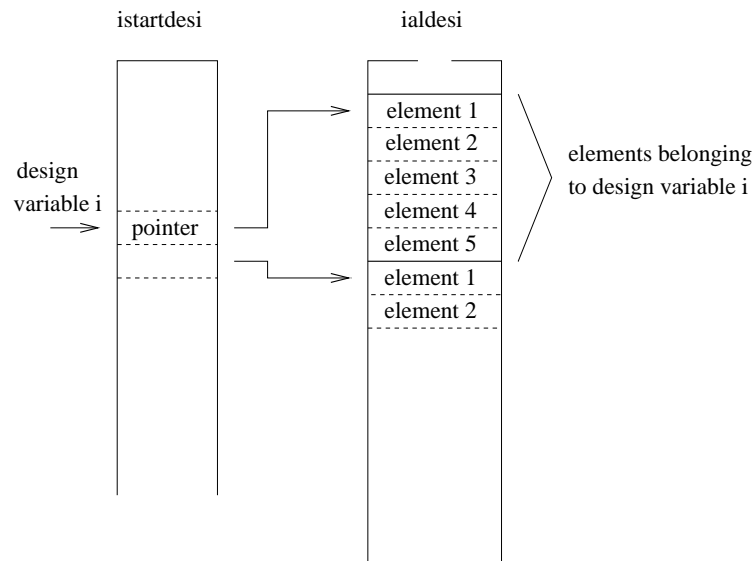 istartdesi
ialdesi
design
variable i
pointer
element 1
element 2
element 3
element 4
element 5
element 1
element 2
elements belonging
to design variable i